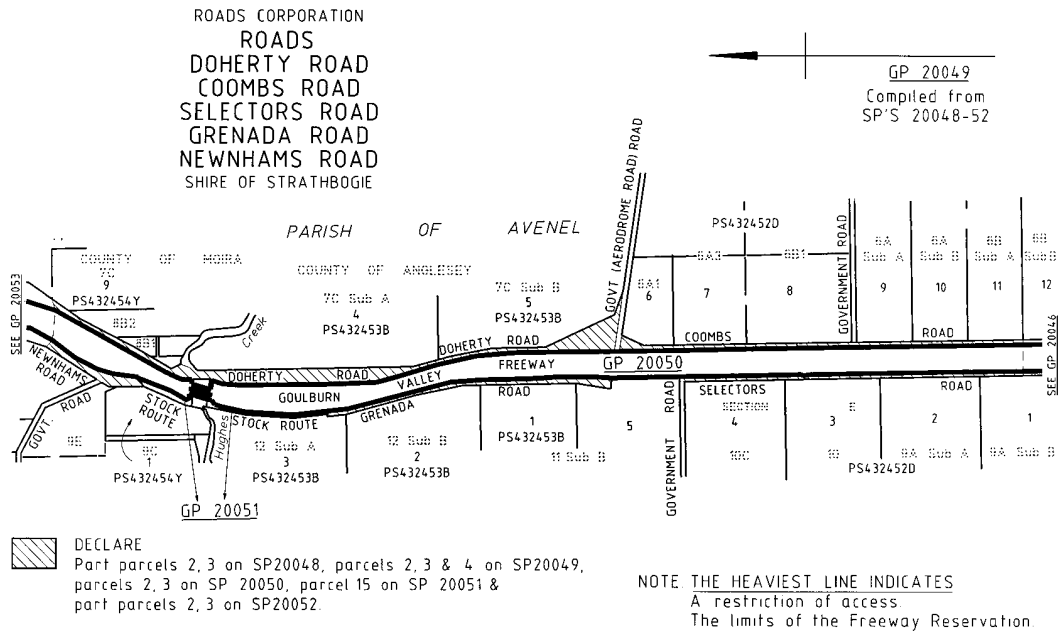 ROADS CORPORATION
ROADS
DOHERTY ROAD
COOMBS ROAD
SELECTORS ROAD
GRENADA ROAD
NEWNHAMS ROAD
SHIRE OF STRATHBOGIE
GP 20049
Compiled from
SP'S 20048-52
PARISH OF AVENEL
COUNTY OF MOIRA
7C
9
PS432454Y
8B2
8B1
COUNTY OF ANGLESEY
7C Sub A
4
PS432453B
7C Sub B
5
PS432453B
GOVT (AERODROME ROAD) ROAD
PS432452D
6A1
6
6A3
7
6B1
8
GOVERNMENT ROAD
6A
Sub A
9
6A
Sub B
10
6B
Sub A
11
6B
Sub B
12
SEE GP 20053
SEE GP 20046
Creek
DOHERTY ROAD
DOHERTY ROAD
COOMBS ROAD
GP 20050
GOULBURN VALLEY FREEWAY
NEWNHAMS
ROAD
GOVT. ROAD
STOCK
ROUTE
STOCK ROUTE
GRENADA ROAD
SELECTORS ROAD
GOVERNMENT ROAD
Hughes
9E
9C
1
PS432454Y
12 Sub A
3
PS432453B
12 Sub B
2
PS432453B
1
PS432453B
11 Sub B
5
SECTION E
4
10C
3
10
PS432452D
2
9A Sub A
1
9A Sub B
GP 20051
DECLARE
Part parcels 2, 3 on SP20048, parcels 2, 3 & 4 on SP20049,
parcels 2, 3 on SP 20050, parcel 15 on SP 20051 &
part parcels 2, 3 on SP20052.
NOTE. THE HEAVIEST LINE INDICATES
A restriction of access.
The limits of the Freeway Reservation.